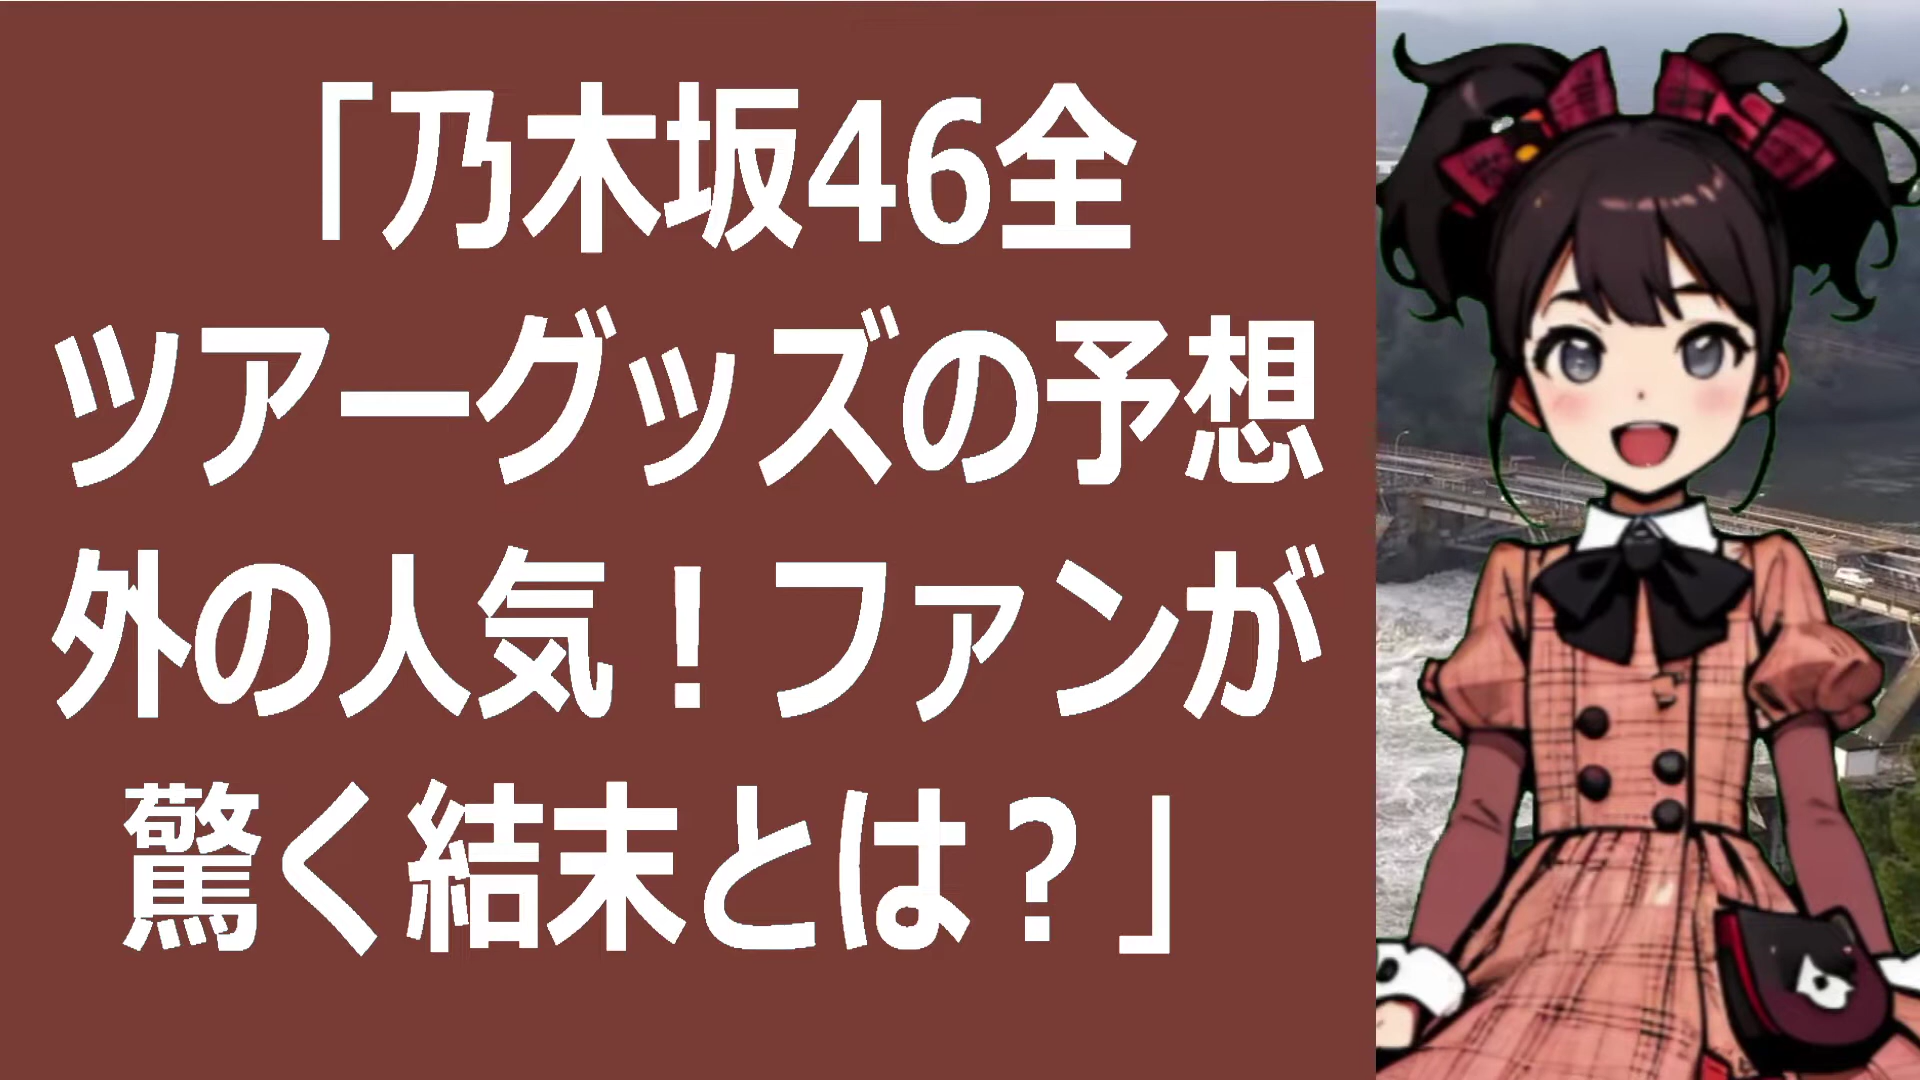 「乃木坂46全
ツアーグッズの予想
外の人気！ファンが
驚く結末とは？」